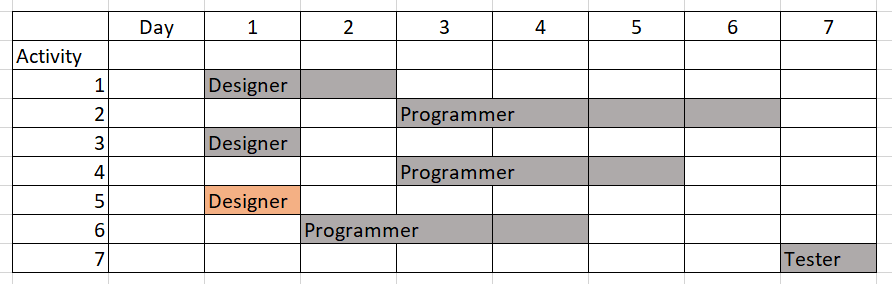 Day 1 2 3 4 5 6 7
Activity
1 Designer
2 Programmer
3 Designer
4 Programmer
5 Designer
6 Programmer
7 Tester